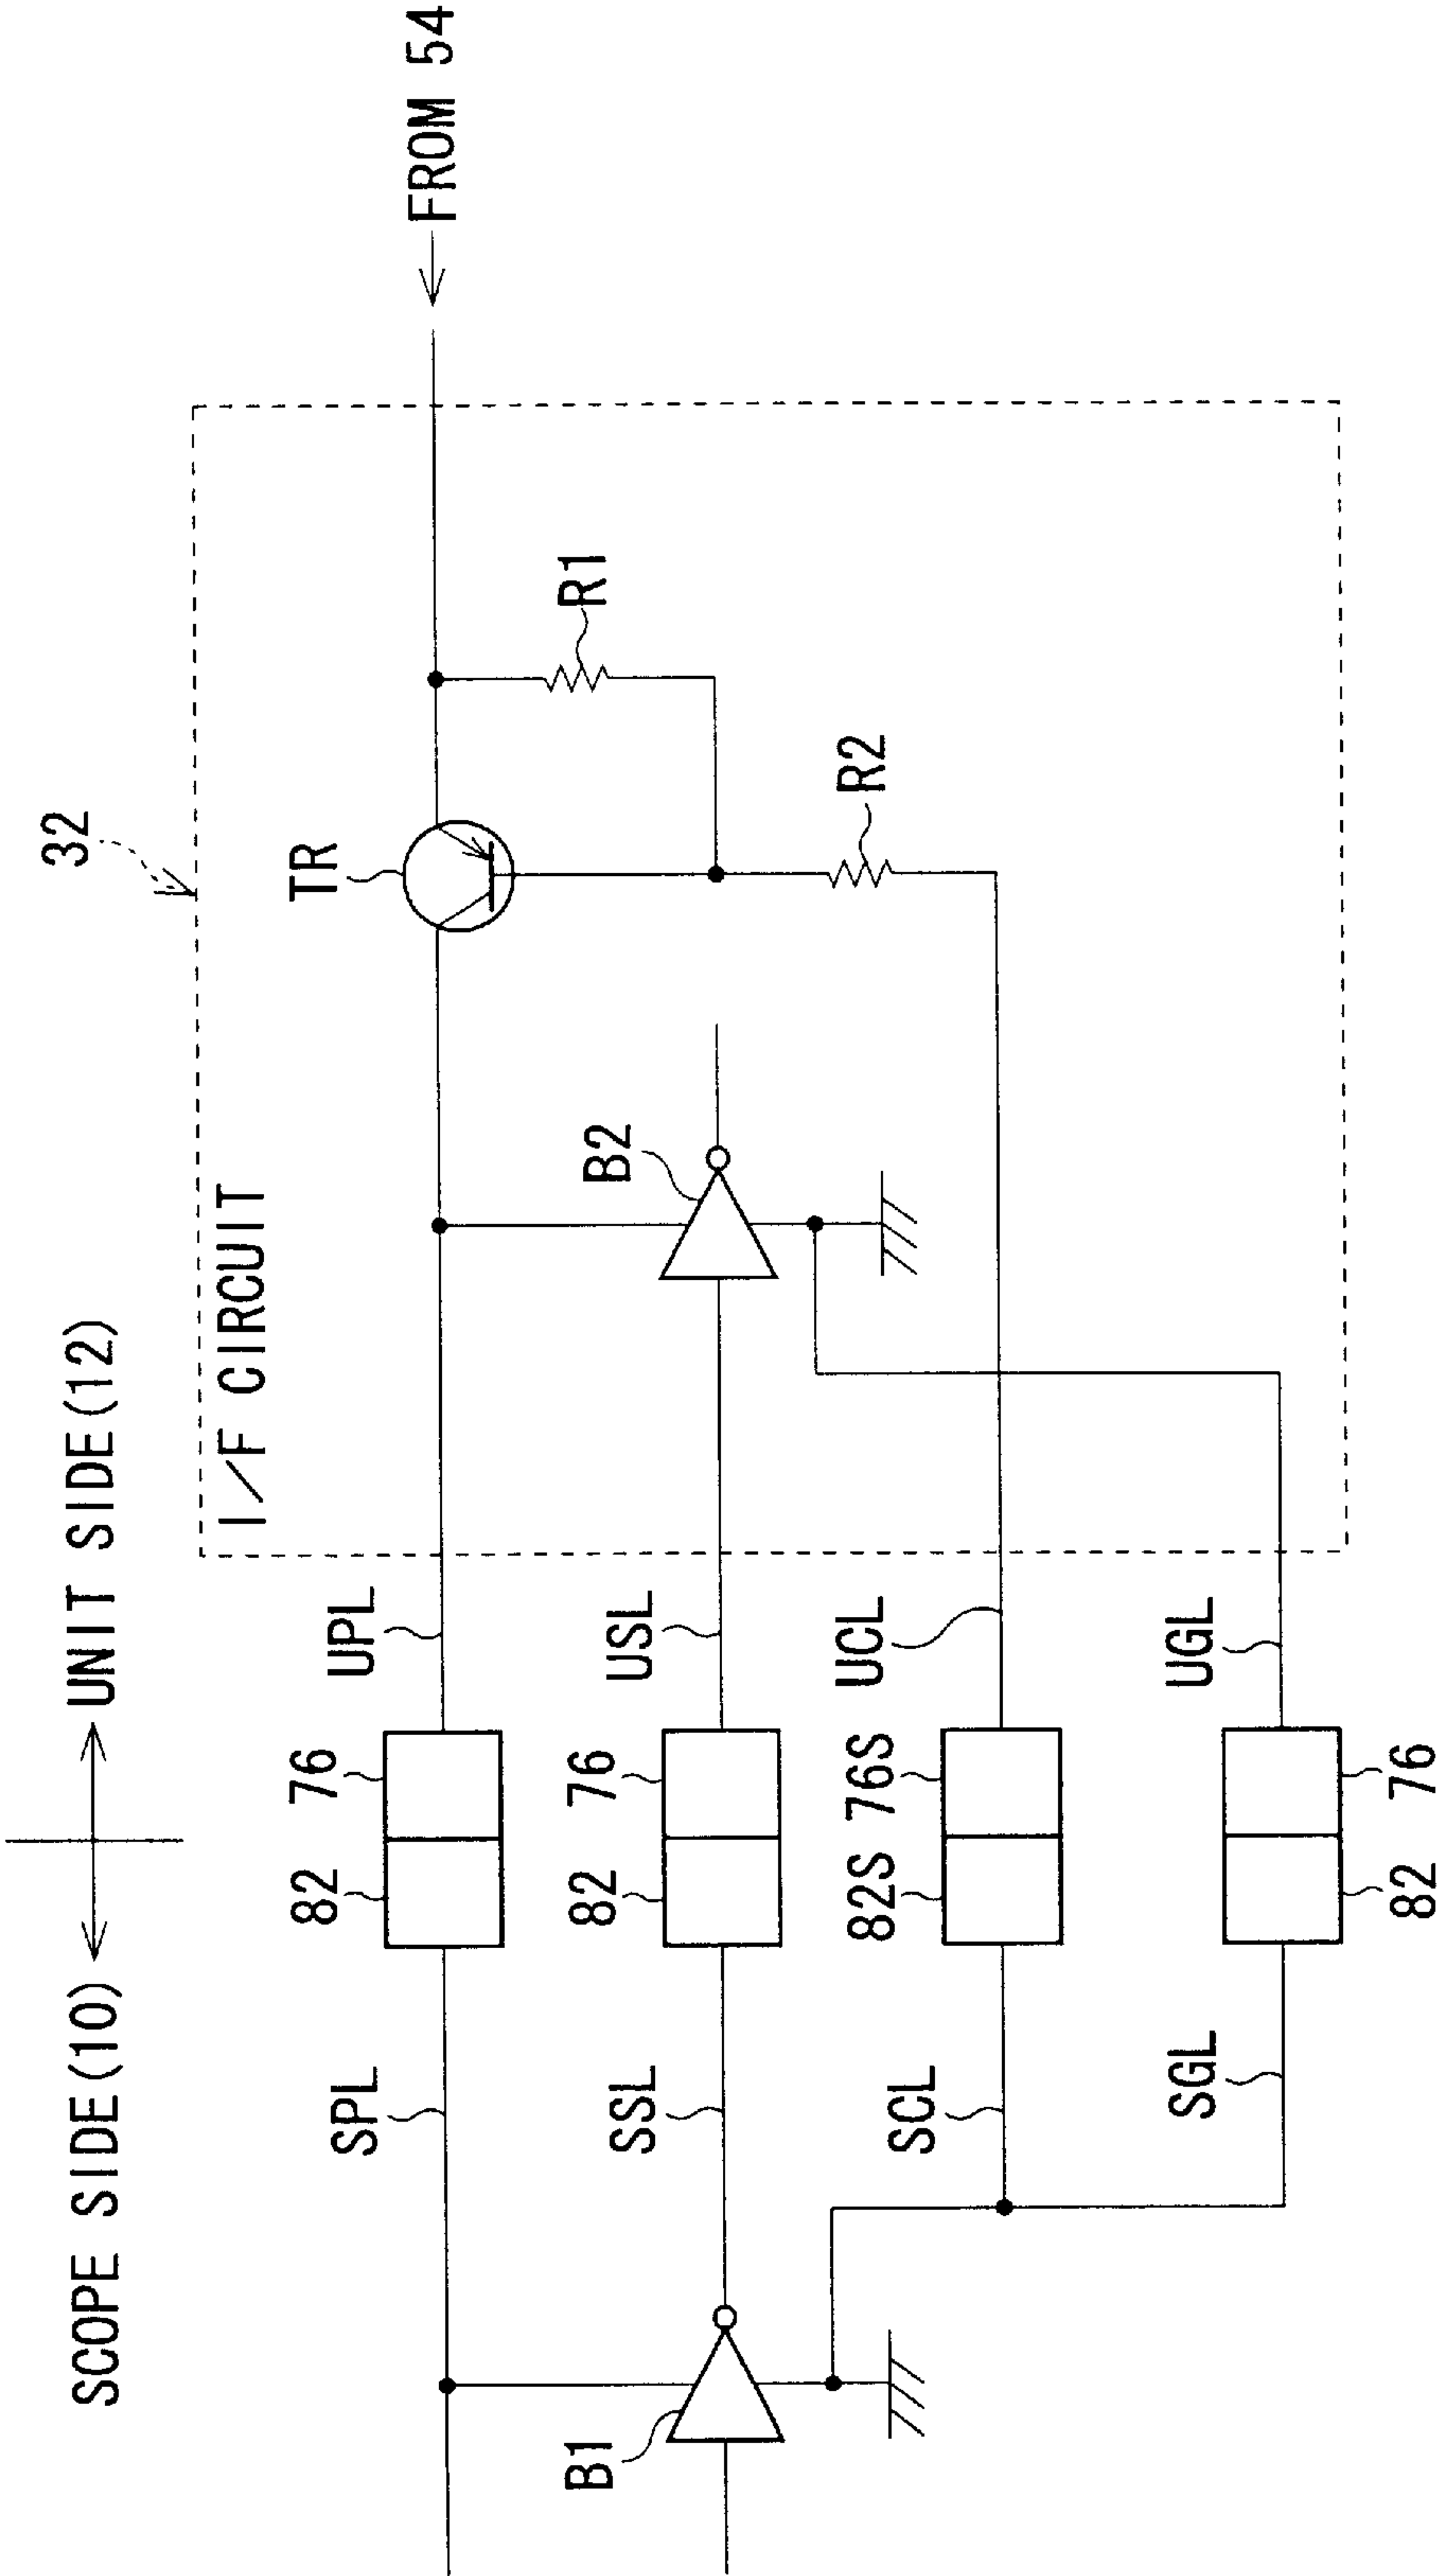 SCOPE SIDE(10)
UNIT SIDE(12)
32
I/F CIRCUIT
TR
FROM 54
SPL
82
76
UPL
R1
B1
SSL
82
76
USL
B2
R2
SCL
82S
76S
UCL
SGL
82
76
UGL